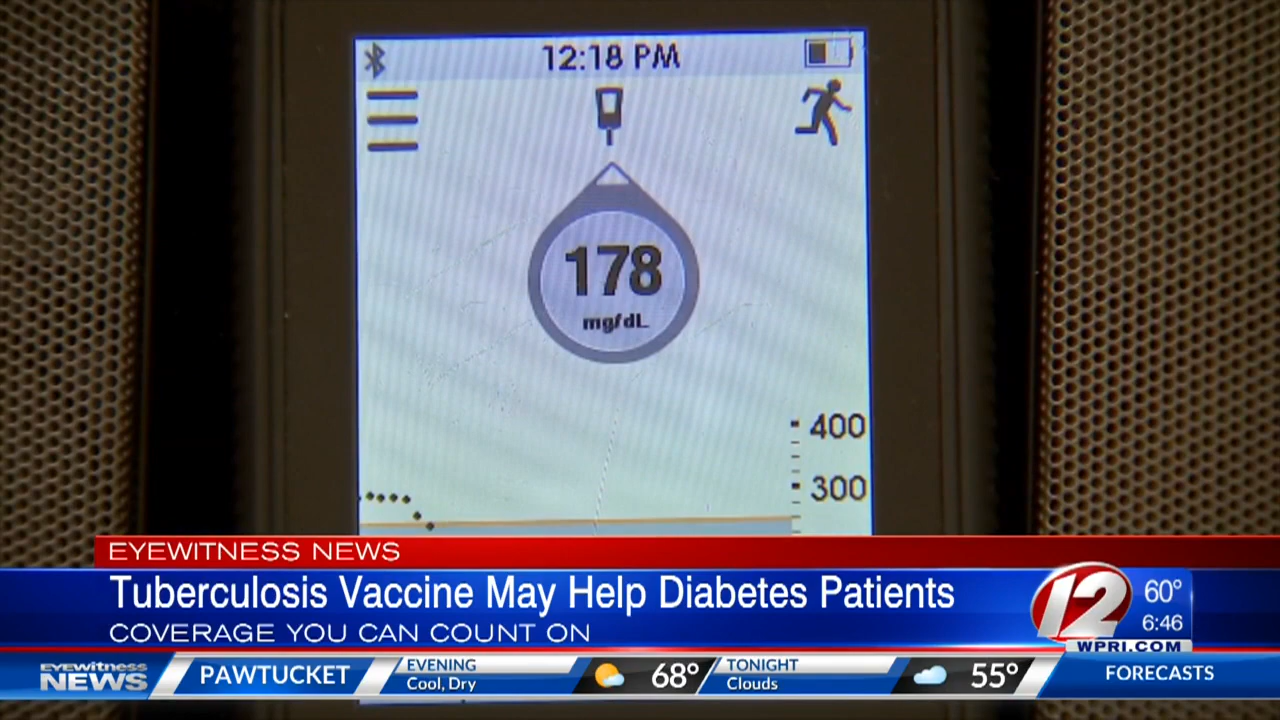 12:18 PM
178
mg/dL
400
300
EYEWITNESS NEWS
Tuberculosis Vaccine May Help Diabetes Patients
COVERAGE YOU CAN COUNT ON
12
60°
6:46
WPRI.COM
EYEWITNESS
NEWS
PAWTUCKET
EVENING
Cool, Dry
68°
TONIGHT
Clouds
55°
FORECASTS